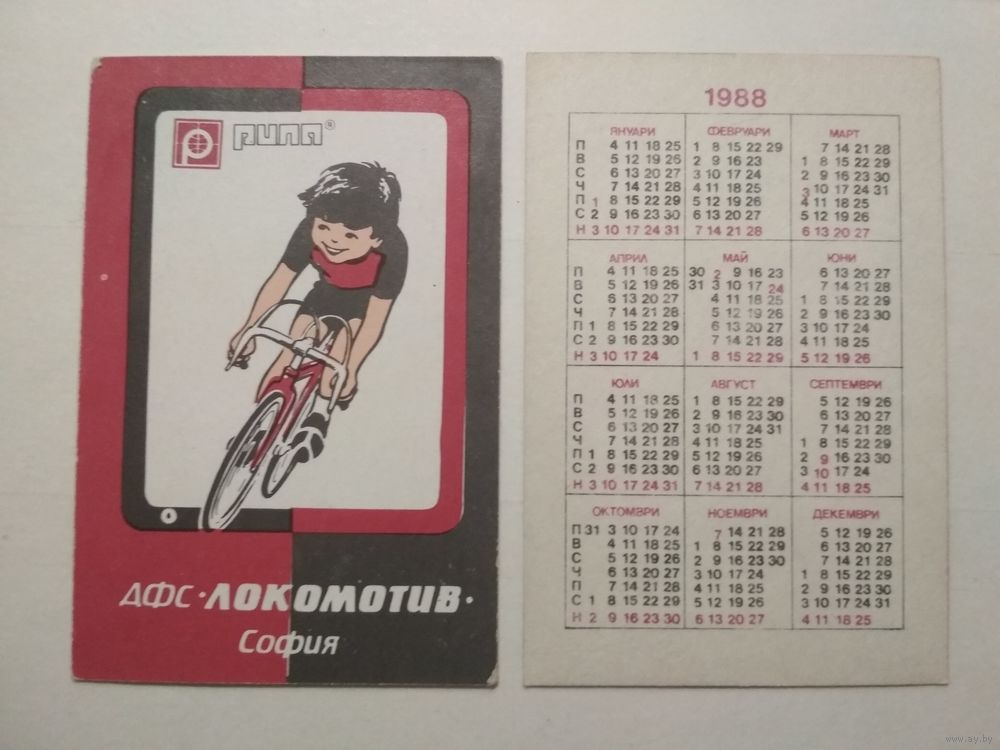 P РИЛА®
ДФС •ЛОКОМОТИВ•
София
1988
ЯНУАРИ ФЕВРУАРИ МАРТ
П 4 11 18 25 1 8 15 22 29 7 14 21 28
В 5 12 19 26 2 9 16 23 1 8 15 22 29
С 6 13 20 27 3 10 17 24 2 9 16 23 30
Ч 7 14 21 28 4 11 18 25 3 10 17 24 31
П 1 8 15 22 29 5 12 19 26 4 11 18 25
С 2 9 16 23 30 6 13 20 27 5 12 19 26
Н 3 10 17 24 31 7 14 21 28 6 13 20 27
АПРИЛ МАЙ ЮНИ
П 4 11 18 25 30 2 9 16 23 6 13 20 27
В 5 12 19 26 31 3 10 17 24 7 14 21 28
С 6 13 20 27 4 11 18 25 1 8 15 22 29
Ч 7 14 21 28 5 12 19 26 2 9 16 23 30
П 1 8 15 22 29 6 13 20 27 3 10 17 24
С 2 9 16 23 30 7 14 21 28 4 11 18 25
Н 3 10 17 24 1 8 15 22 29 5 12 19 26
ЮЛИ АВГУСТ СЕПТЕМВРИ
П 4 11 18 25 1 8 15 22 29 5 12 19 26
В 5 12 19 26 2 9 16 23 30 6 13 20 27
С 6 13 20 27 3 10 17 24 31 7 14 21 28
Ч 7 14 21 28 4 11 18 25 1 8 15 22 29
П 1 8 15 22 29 5 12 19 26 2 9 16 23 30
С 2 9 16 23 30 6 13 20 27 3 10 17 24
Н 3 10 17 24 31 7 14 21 28 4 11 18 25
ОКТОМВРИ НОЕМВРИ ДЕКЕМВРИ
П 31 3 10 17 24 7 14 21 28 5 12 19 26
В 4 11 18 25 1 8 15 22 29 6 13 20 27
С 5 12 19 26 2 9 16 23 30 7 14 21 28
Ч 6 13 20 27 3 10 17 24 1 8 15 22 29
П 7 14 21 28 4 11 18 25 2 9 16 23 30
С 1 8 15 22 29 5 12 19 26 3 10 17 24 31
Н 2 9 16 23 30 6 13 20 27 4 11 18 25
www.ay.by